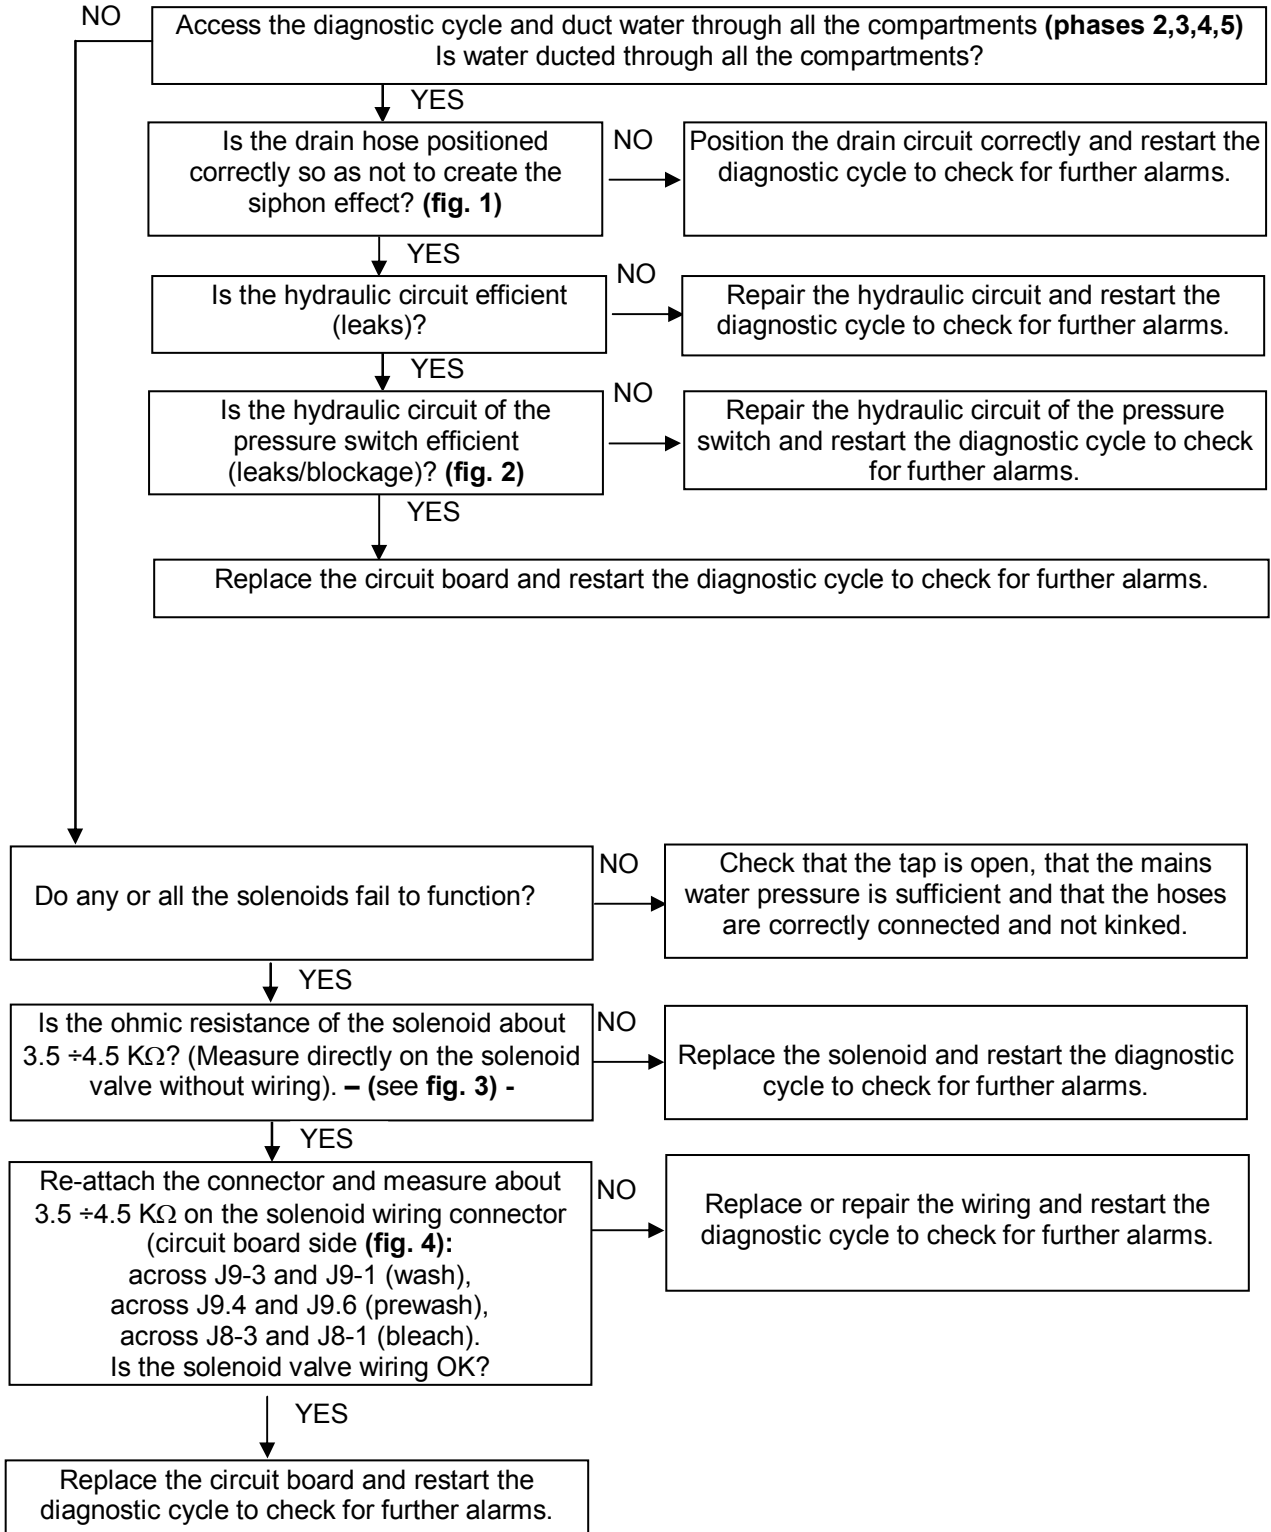 NO
Access the diagnostic cycle and duct water through all the compartments (phases 2,3,4,5)
Is water ducted through all the compartments?
YES
Is the drain hose positioned
correctly so as not to create the
siphon effect? (fig. 1)
NO
Position the drain circuit correctly and restart the
diagnostic cycle to check for further alarms.
YES
Is the hydraulic circuit efficient
(leaks)?
NO
Repair the hydraulic circuit and restart the
diagnostic cycle to check for further alarms.
YES
Is the hydraulic circuit of the
pressure switch efficient
(leaks/blockage)? (fig. 2)
NO
Repair the hydraulic circuit of the pressure
switch and restart the diagnostic cycle to check
for further alarms.
YES
Replace the circuit board and restart the diagnostic cycle to check for further alarms.
Do any or all the solenoids fail to function?
NO
Check that the tap is open, that the mains
water pressure is sufficient and that the hoses
are correctly connected and not kinked.
YES
Is the ohmic resistance of the solenoid about
3.5 ÷4.5 KΩ? (Measure directly on the solenoid
valve without wiring). – (see fig. 3) -
NO
Replace the solenoid and restart the diagnostic
cycle to check for further alarms.
YES
Re-attach the connector and measure about
3.5 ÷4.5 KΩ on the solenoid wiring connector
(circuit board side (fig. 4):
across J9-3 and J9-1 (wash),
across J9.4 and J9.6 (prewash),
across J8-3 and J8-1 (bleach).
Is the solenoid valve wiring OK?
NO
Replace or repair the wiring and restart the
diagnostic cycle to check for further alarms.
YES
Replace the circuit board and restart the
diagnostic cycle to check for further alarms.